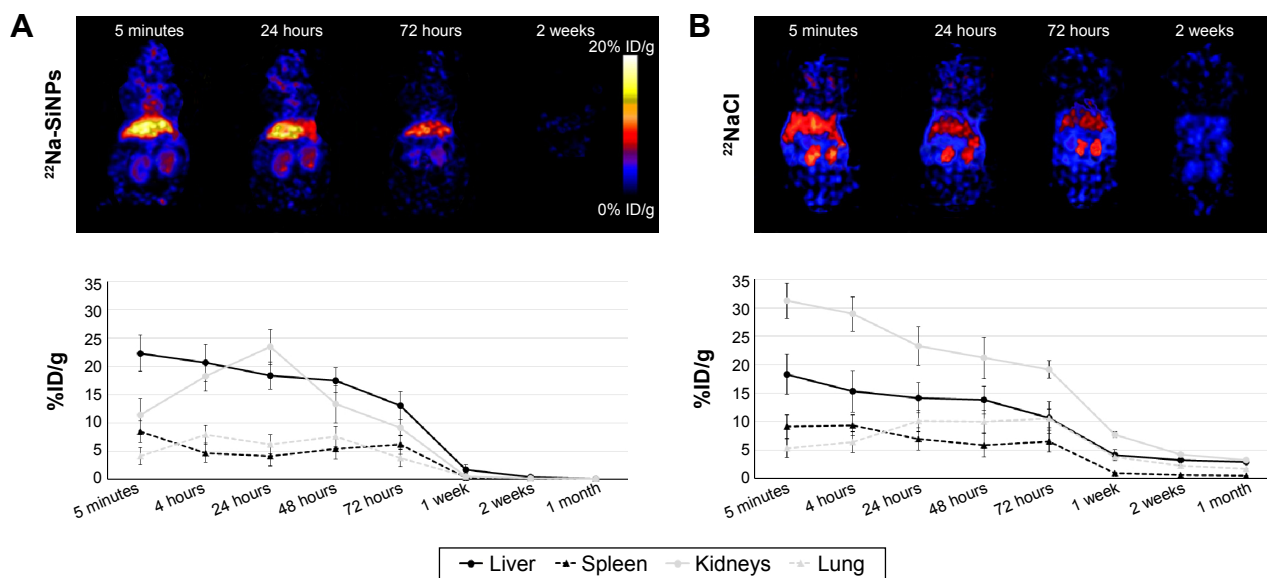 A
5 minutes 24 hours 72 hours 2 weeks
20% ID/g
0% ID/g
²²Na-SiNPs
%ID/g
35
30
25
20
15
10
5
0
5 minutes 4 hours 24 hours 48 hours 72 hours 1 week 2 weeks 1 month
B
5 minutes 24 hours 72 hours 2 weeks
²²NaCl
%ID/g
35
30
25
20
15
10
5
0
5 minutes 4 hours 24 hours 48 hours 72 hours 1 week 2 weeks 1 month
Liver Spleen Kidneys Lung